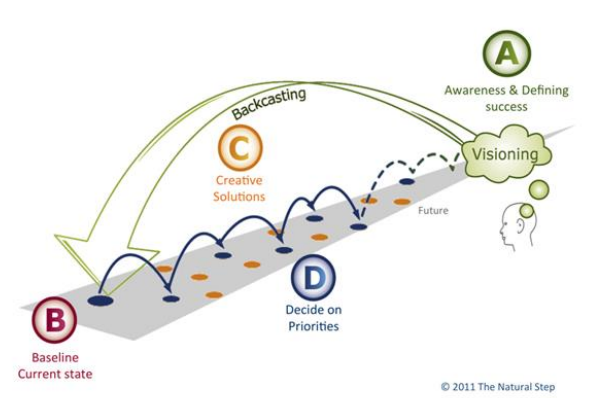 A
Awareness & Defining
success
Backcasting
Visioning
C
Creative
Solutions
Future
D
Decide on
Priorities
B
Baseline
Current state
© 2011 The Natural Step